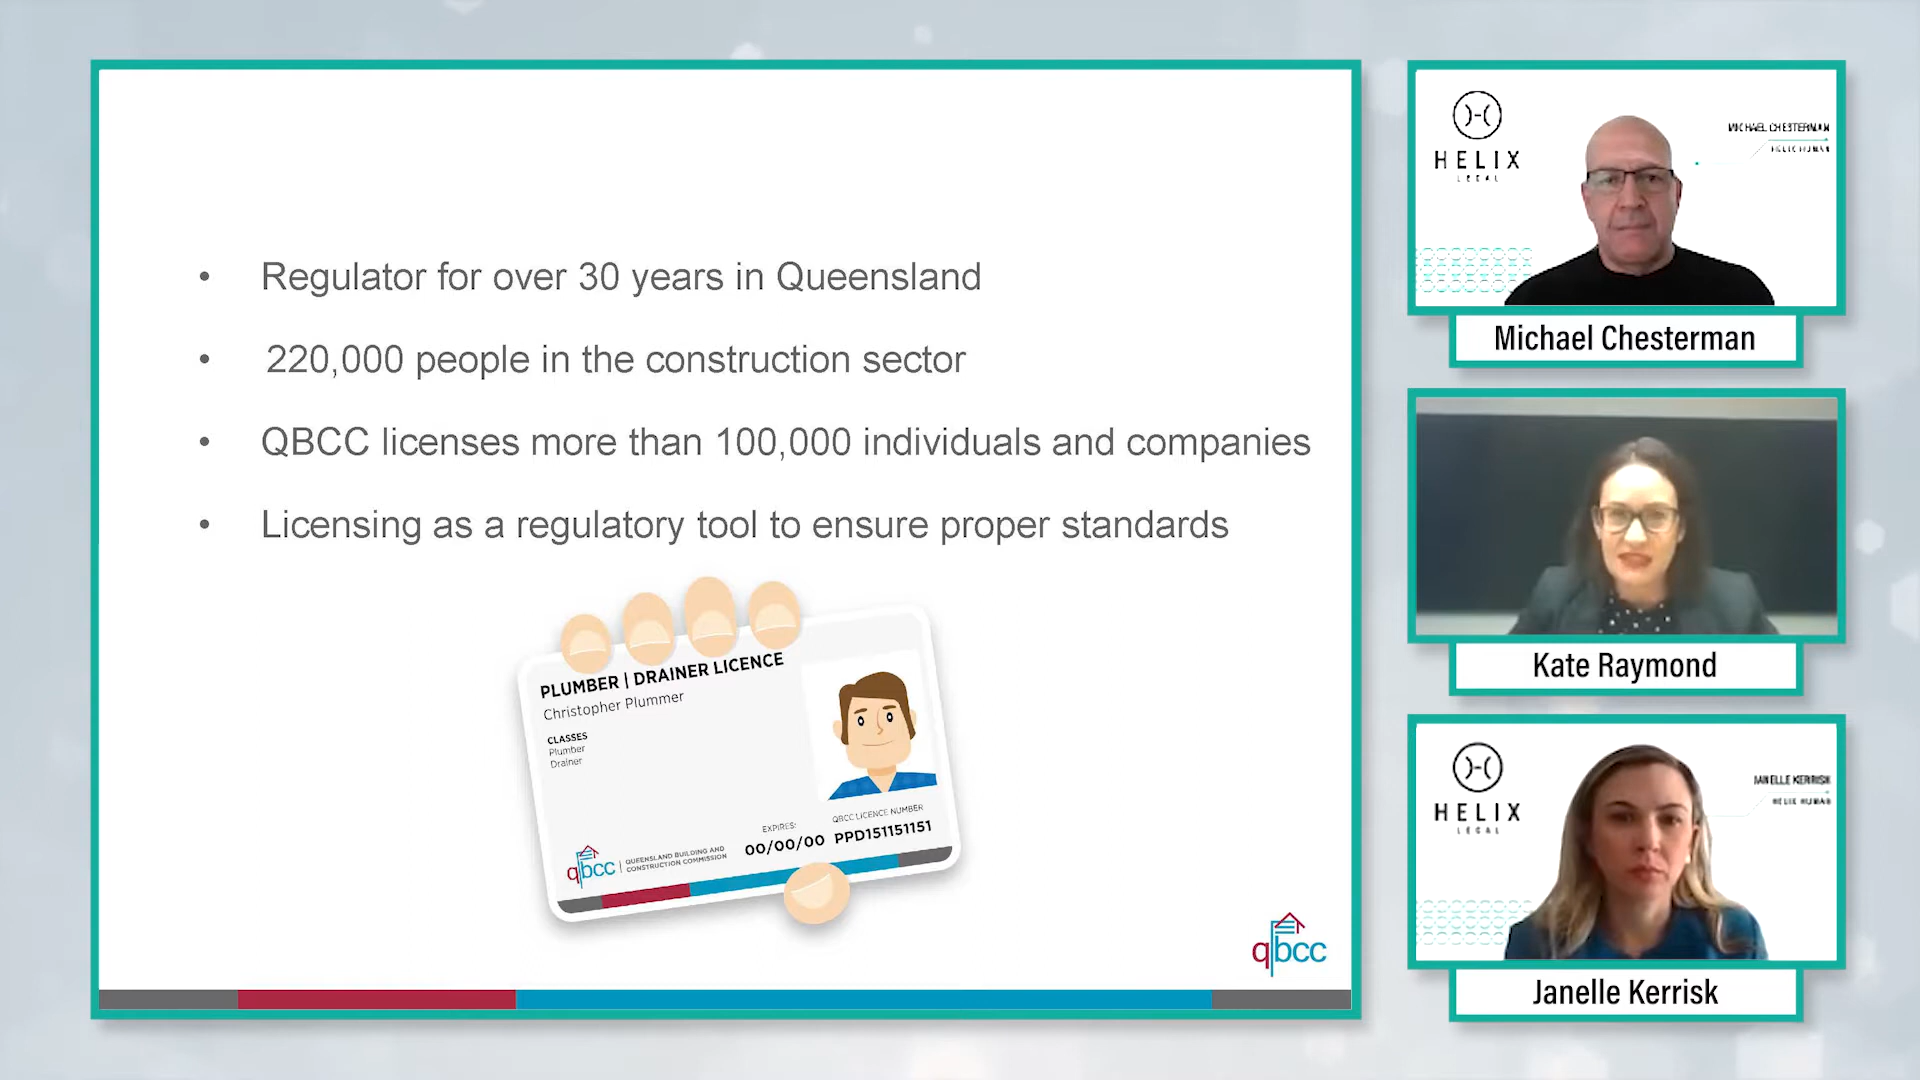 • Regulator for over 30 years in Queensland
• 220,000 people in the construction sector
• QBCC licenses more than 100,000 individuals and companies
• Licensing as a regulatory tool to ensure proper standards
PLUMBER | DRAINER LICENCE
Christopher Plummer
CLASSES
Plumber
Drainer
EXPIRES:
00/00/00
QBCC LICENCE NUMBER
PPD151151151
qbcc
QUEENSLAND BUILDING AND
CONSTRUCTION COMMISSION
qbcc
HELIX
LEGAL
MICHAEL CHESTERMAN
HELIX HUMAN
Michael Chesterman
Kate Raymond
HELIX
LEGAL
JANELLE KERRISK
HELIX HUMAN
Janelle Kerrisk